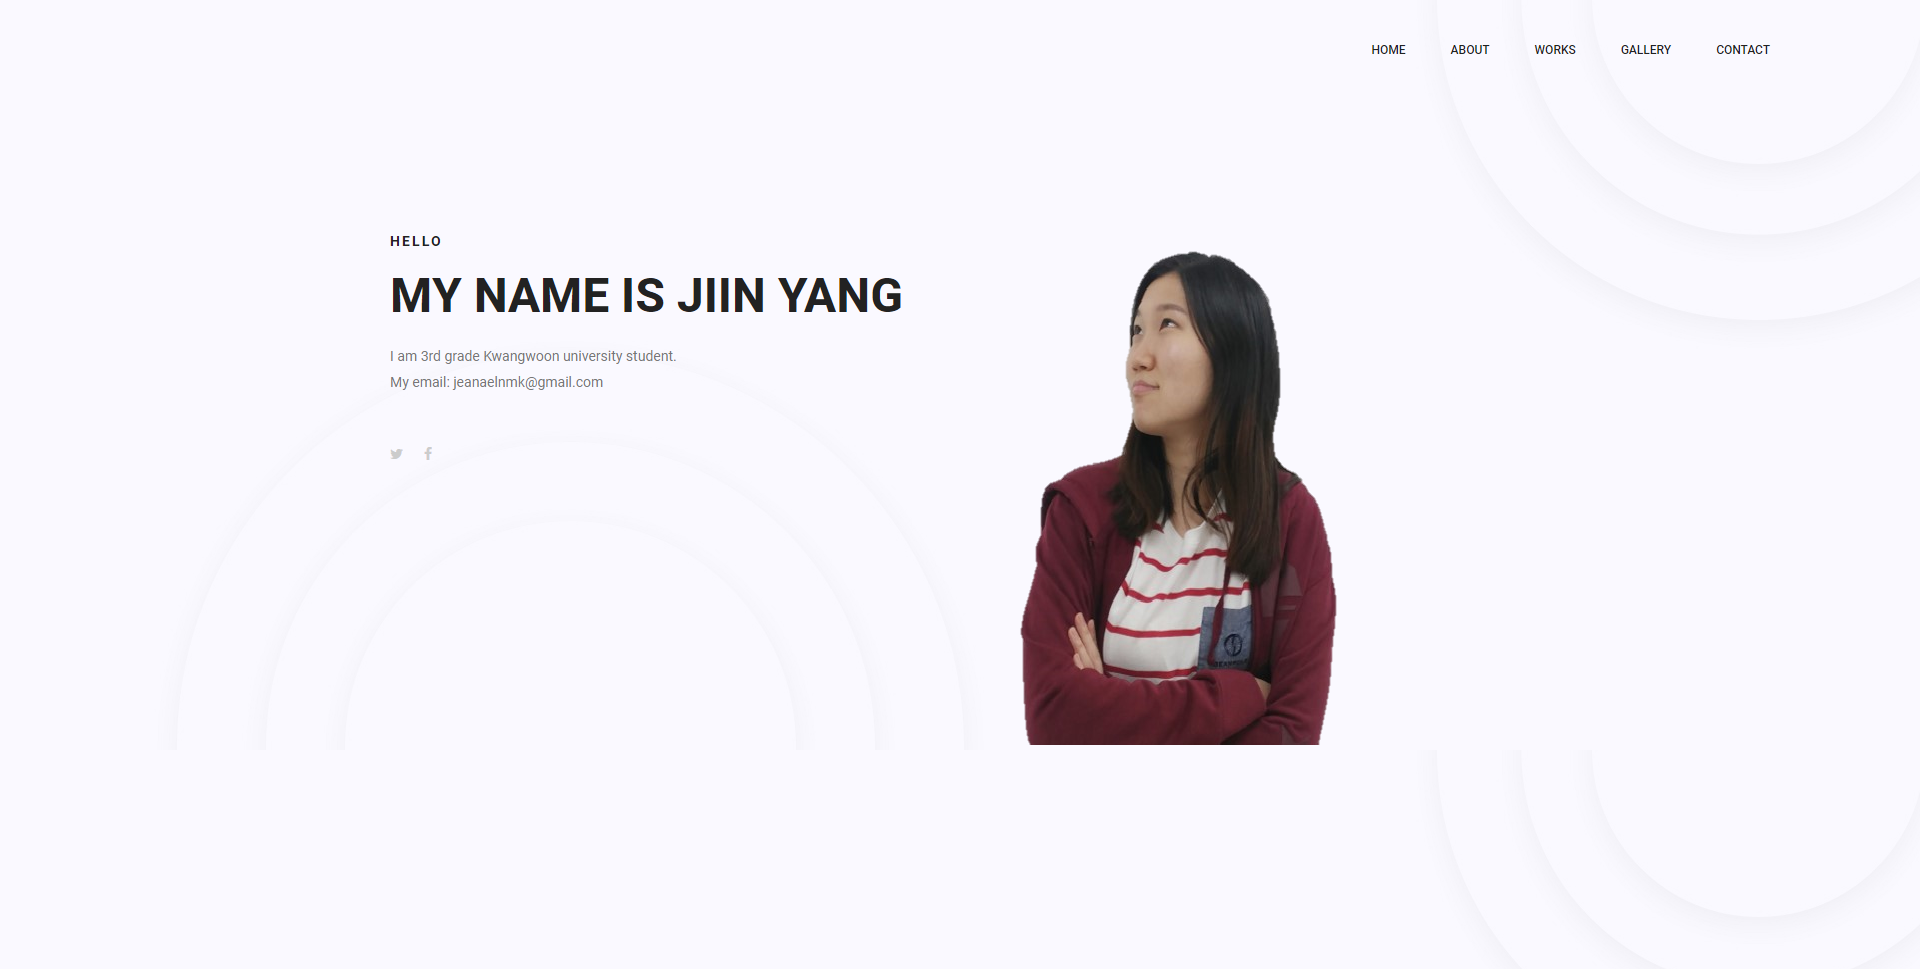 HOME ABOUT WORKS GALLERY CONTACT
HELLO
MY NAME IS JIIN YANG
I am 3rd grade Kwangwoon university student.
My email: jeanaelnmk@gmail.com